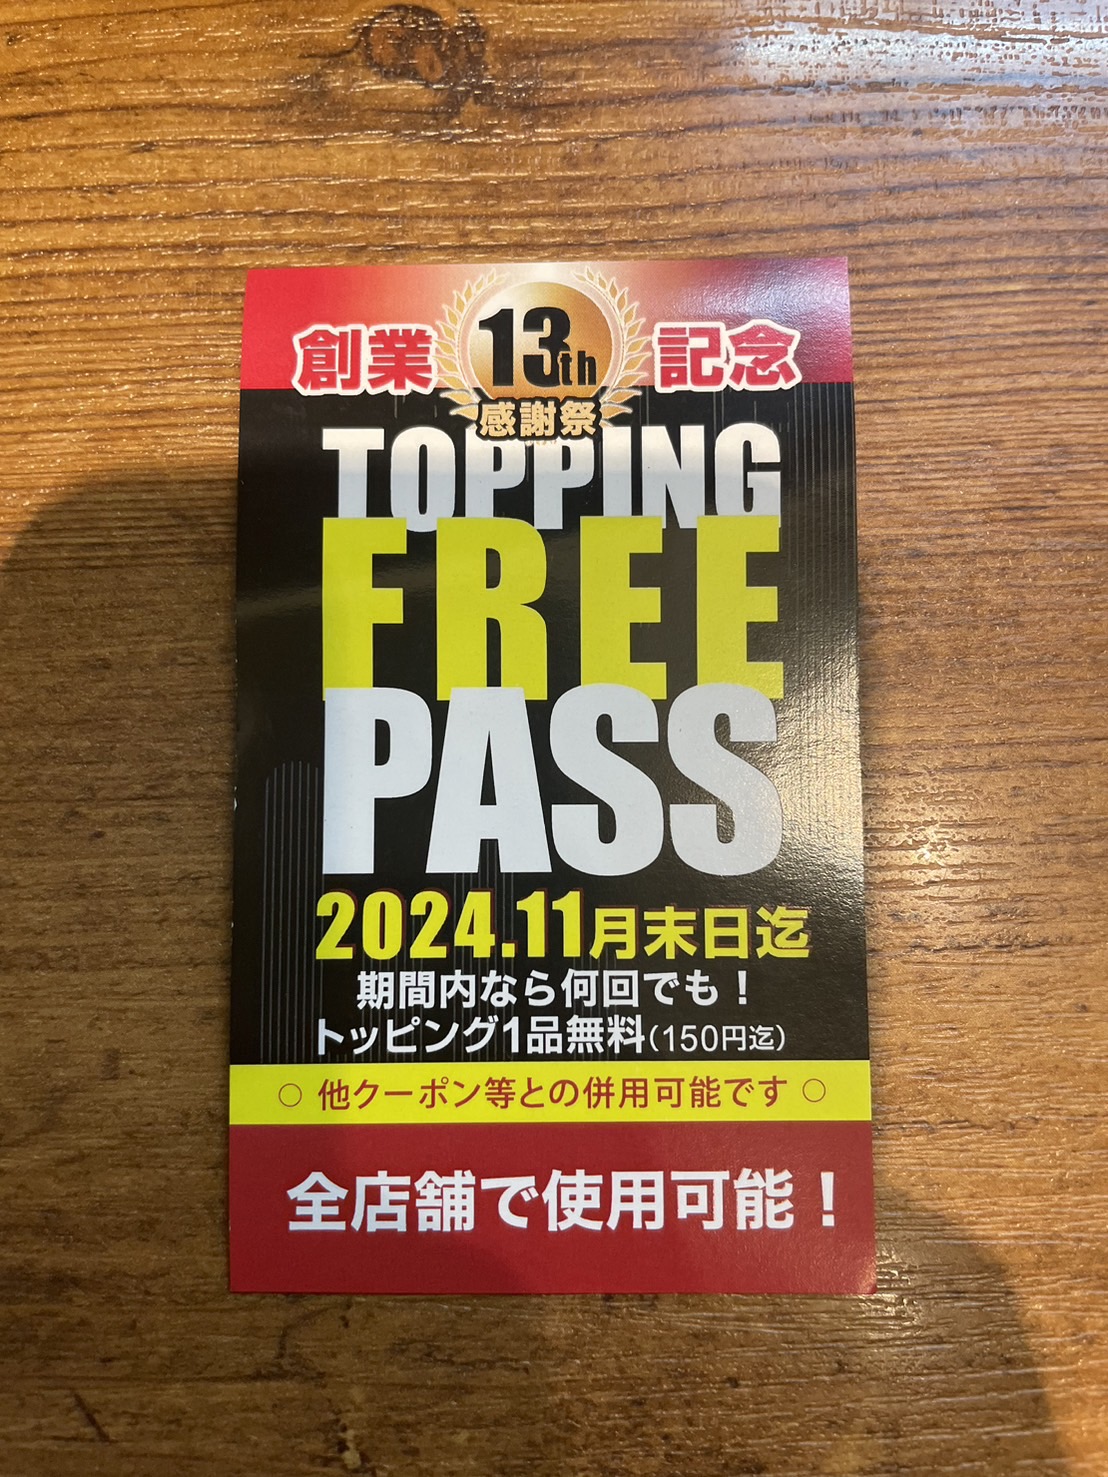 創業 13th 記念
感謝祭
TOPPING
FREE
PASS
2024.11月末日迄
期間内なら何回でも！
トッピング1品無料(150円迄)
○ 他クーポン等との併用可能です ○
全店舗で使用可能！